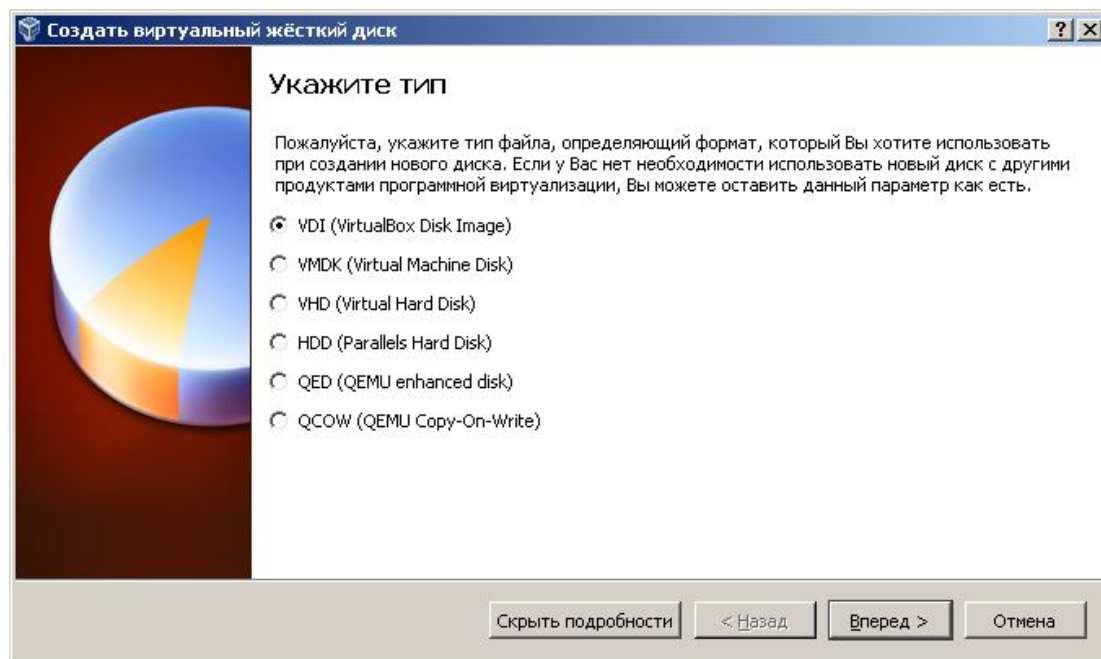 Создать виртуальный жёсткий диск
Укажите тип
Пожалуйста, укажите тип файла, определяющий формат, который Вы хотите использовать
при создании нового диска. Если у Вас нет необходимости использовать новый диск с другими
продуктами программной виртуализации, Вы можете оставить данный параметр как есть.
VDI (VirtualBox Disk Image)
VMDK (Virtual Machine Disk)
VHD (Virtual Hard Disk)
HDD (Parallels Hard Disk)
QED (QEMU enhanced disk)
QCOW (QEMU Copy-On-Write)
Скрыть подробности < Назад Вперед > Отмена